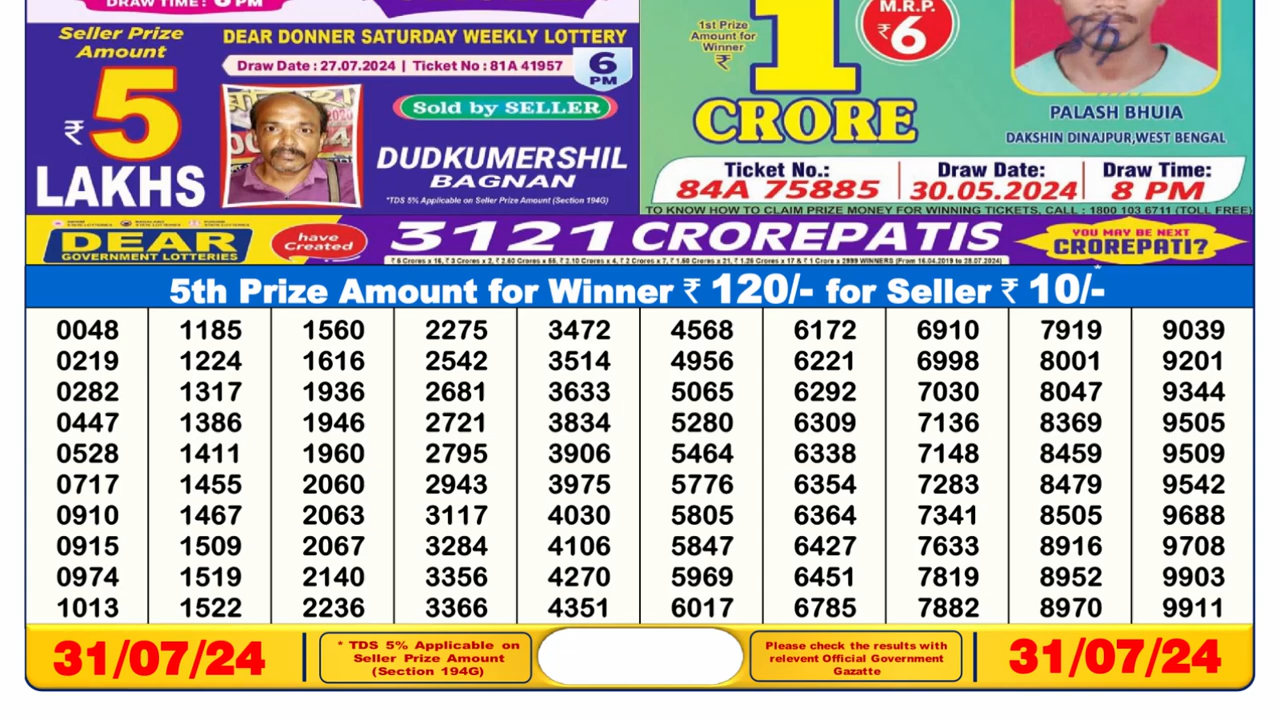 DRAW TIME: 6 PM
Seller Prize
Amount
₹ 5
LAKHS
DEAR DONNER SATURDAY WEEKLY LOTTERY
Draw Date : 27.07.2024 | Ticket No : 81A 41957
6
PM
Sold by SELLER
DUDKUMERSHIL
BAGNAN
*TDS 5% Applicable on Seller Prize Amount (Section 194G)
1st Prize
Amount for
Winner
₹
1
CRORE
M.R.P.
₹6
PALASH BHUIA
DAKSHIN DINAJPUR,WEST BENGAL
Ticket No.: Draw Date: Draw Time:
84A 75885 30.05.2024 8 PM
TO KNOW HOW TO CLAIM PRIZE MONEY FOR WINNING TICKETS, CALL : 1800 103 6711 (TOLL FREE)
DEAR
GOVERNMENT LOTTERIES
have
Created
3121 CROREPATIS
YOU MAY BE NEXT
CROREPATI?
5th Prize Amount for Winner ₹ 120/- for Seller ₹ 10/-*
0048 1185 1560 2275 3472 4568 6172 6910 7919 9039
0219 1224 1616 2542 3514 4956 6221 6998 8001 9201
0282 1317 1936 2681 3633 5065 6292 7030 8047 9344
0447 1386 1946 2721 3834 5280 6309 7136 8369 9505
0528 1411 1960 2795 3906 5464 6338 7148 8459 9509
0717 1455 2060 2943 3975 5776 6354 7283 8479 9542
0910 1467 2063 3117 4030 5805 6364 7341 8505 9688
0915 1509 2067 3284 4106 5847 6427 7633 8916 9708
0974 1519 2140 3356 4270 5969 6451 7819 8952 9903
1013 1522 2236 3366 4351 6017 6785 7882 8970 9911
31/07/24
* TDS 5% Applicable on
Seller Prize Amount
(Section 194G)
Please check the results with
relevent Official Government
Gazatte
31/07/24